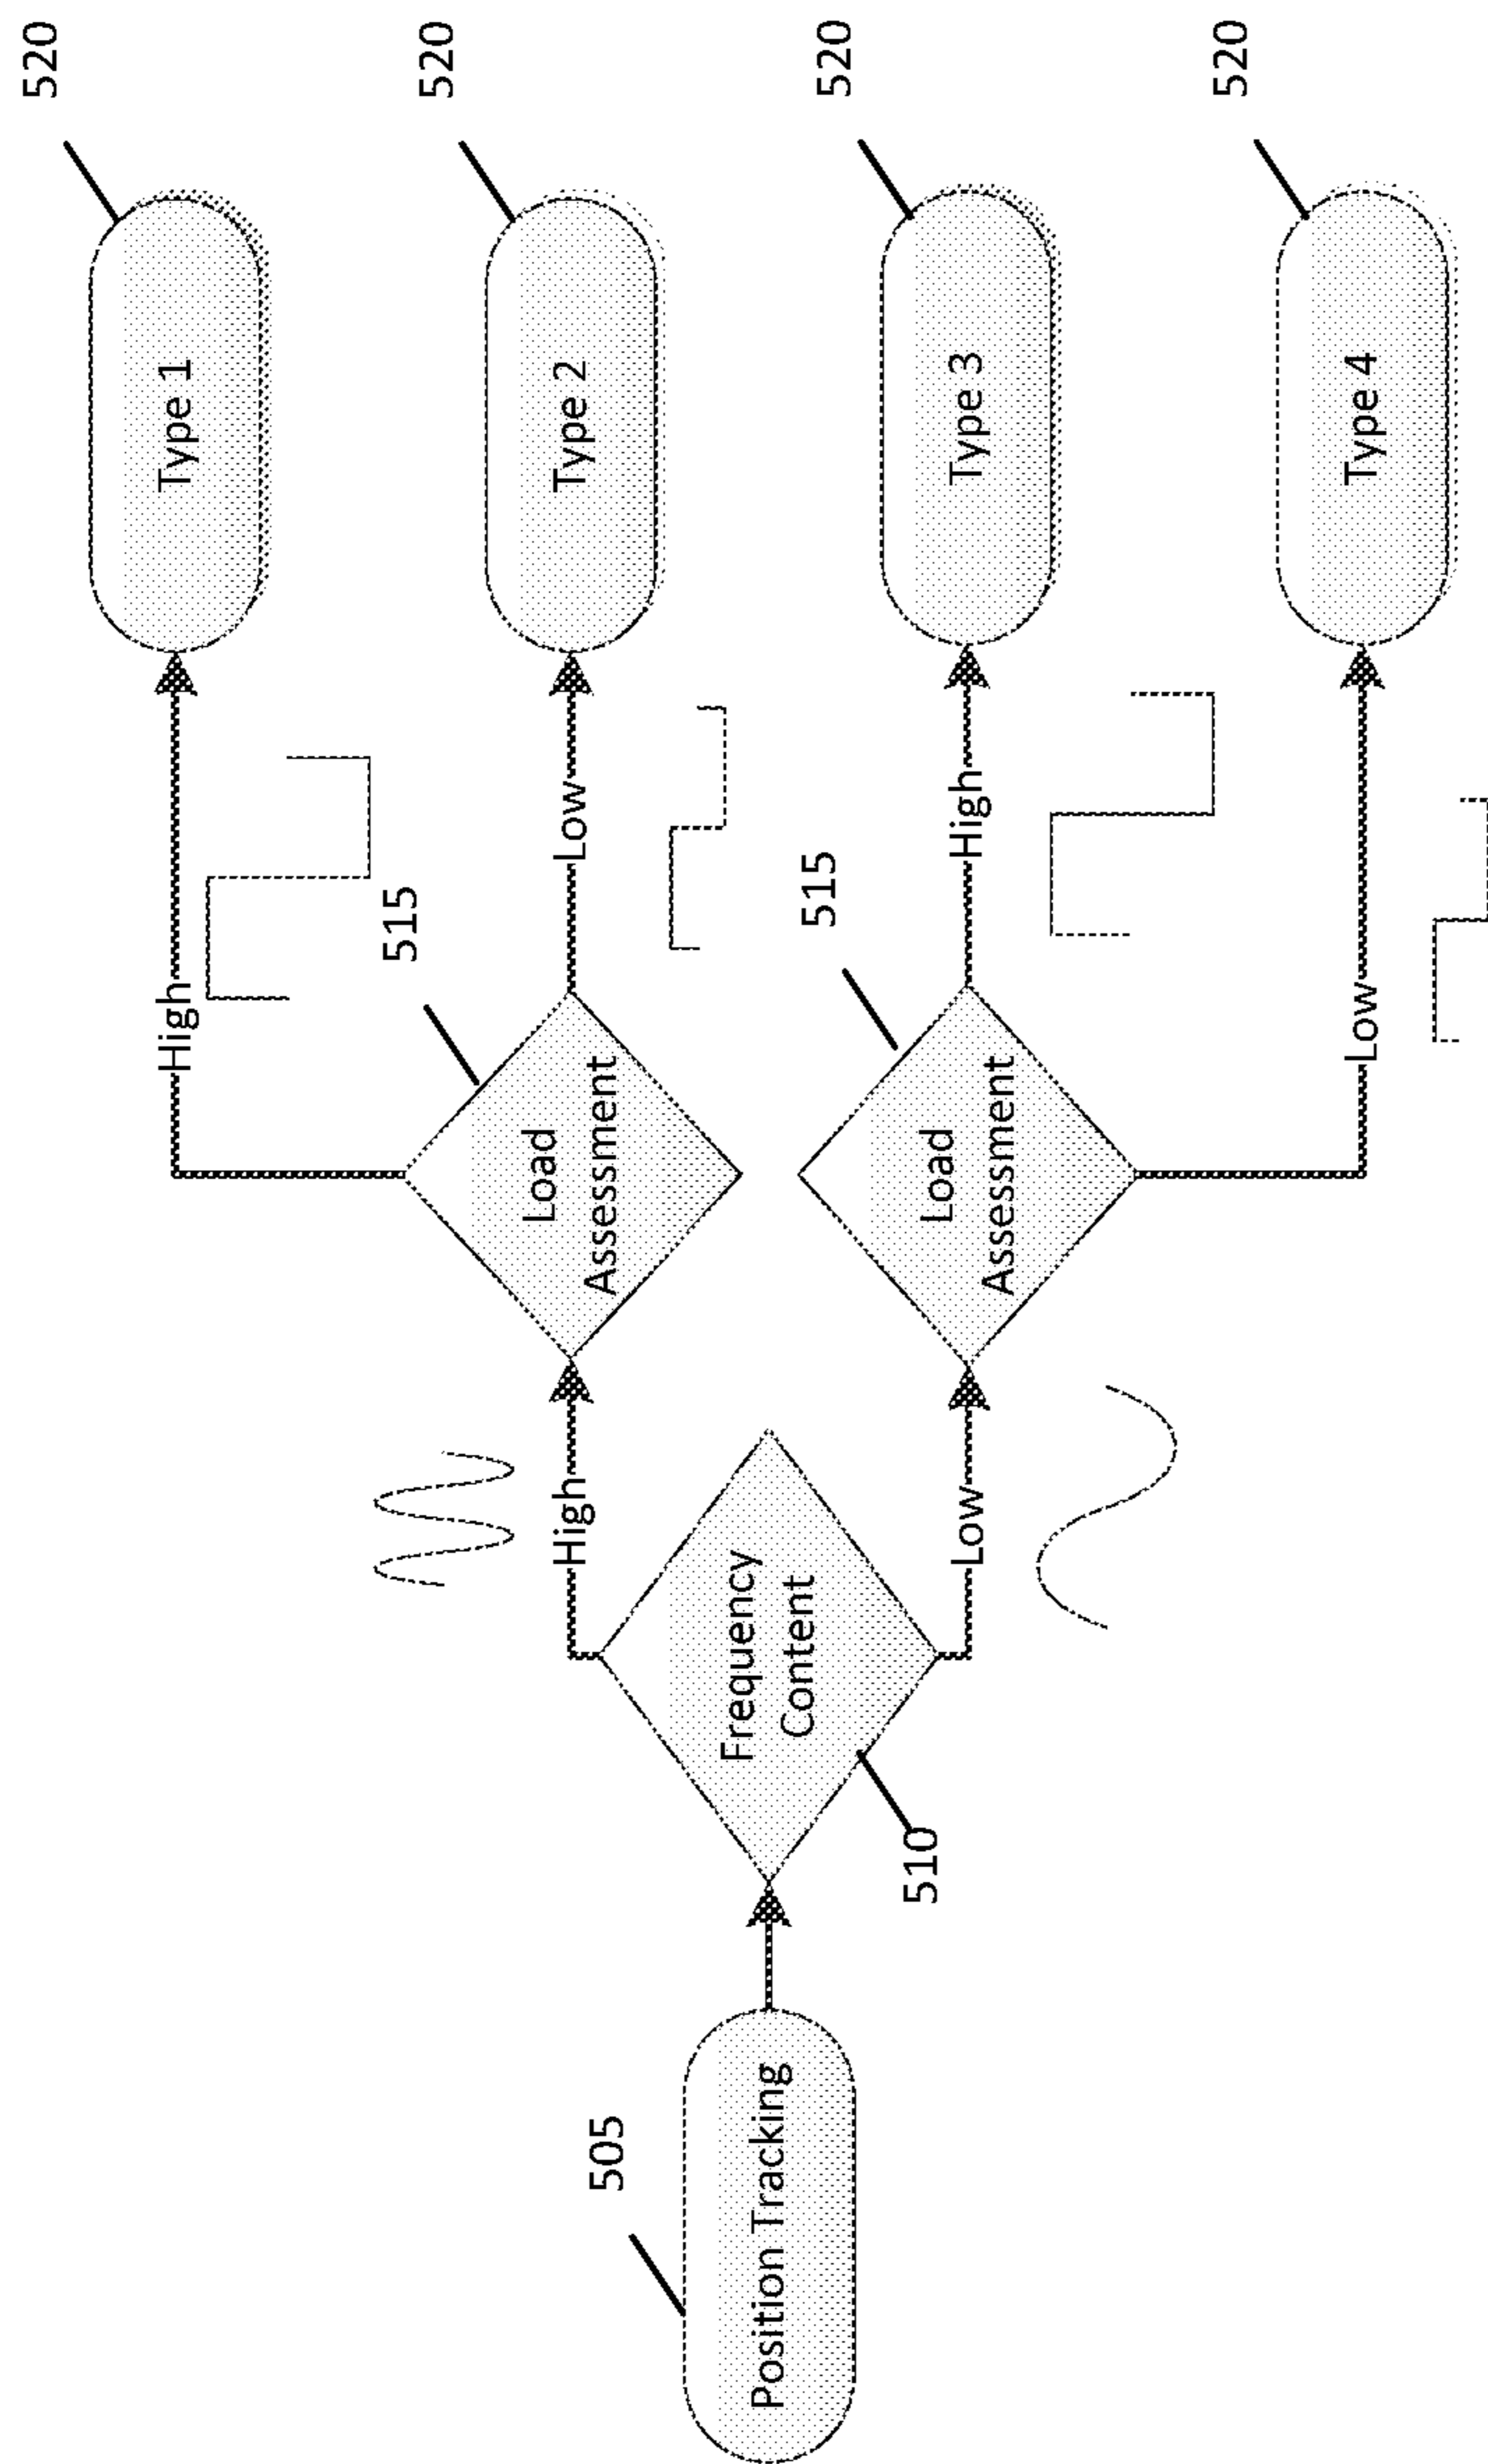 505
Position Tracking
510
Frequency
Content
High
Low
515
Load
Assessment
High
Low
515
Load
Assessment
High
Low
520
Type 1
520
Type 2
520
Type 3
520
Type 4